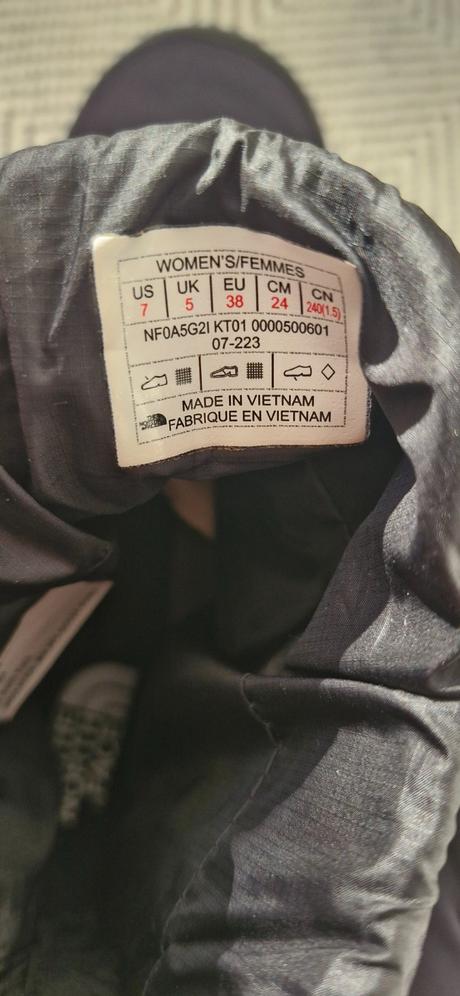 WOMEN'S/FEMMES
US UK EU CM CN
7 5 38 24 240(1.5)
NF0A5G2I KT01 0000500601
07-223
MADE IN VIETNAM
FABRIQUE EN VIETNAM